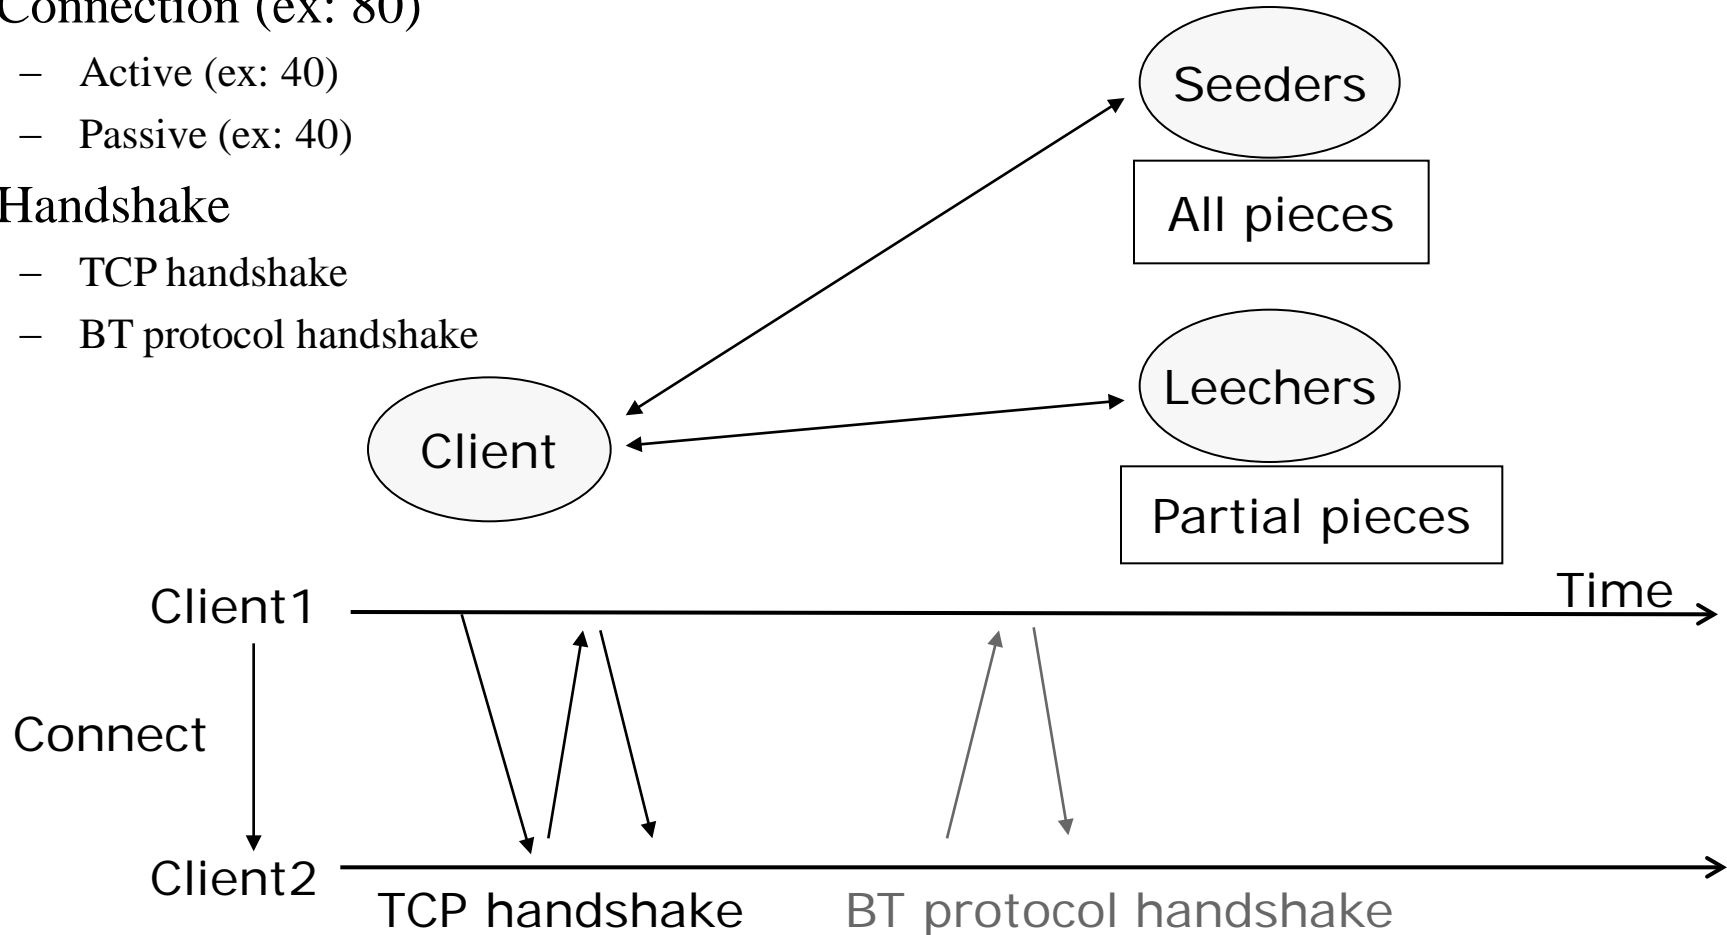 Connection (ex: 80)
– Active (ex: 40)
– Passive (ex: 40)
Handshake
– TCP handshake
– BT protocol handshake
Seeders
All pieces
Leechers
Partial pieces
Client
Time
Client1
Connect
Client2
TCP handshake
BT protocol handshake